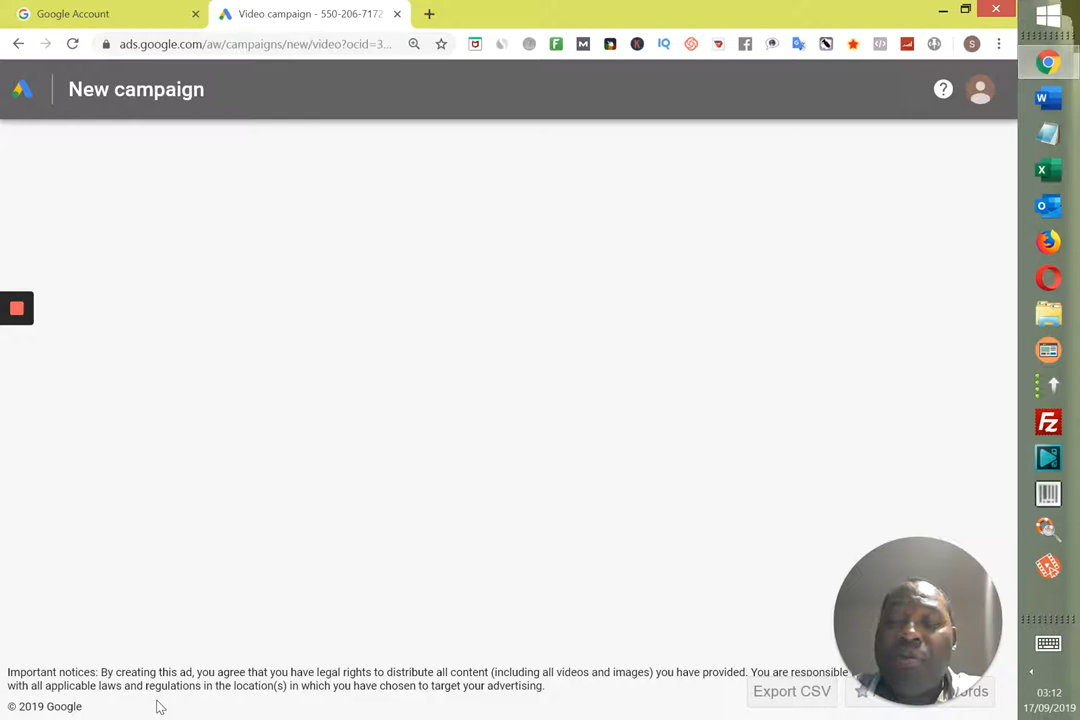 Google Account
Video campaign - 550-206-7172
ads.google.com/aw/campaigns/new/video?ocid=3...
New campaign
Important notices: By creating this ad, you agree that you have legal rights to distribute all content (including all videos and images) you have provided. You are responsible
with all applicable laws and regulations in the location(s) in which you have chosen to target your advertising.
Export CSV
© 2019 Google
03:12
17/09/2019